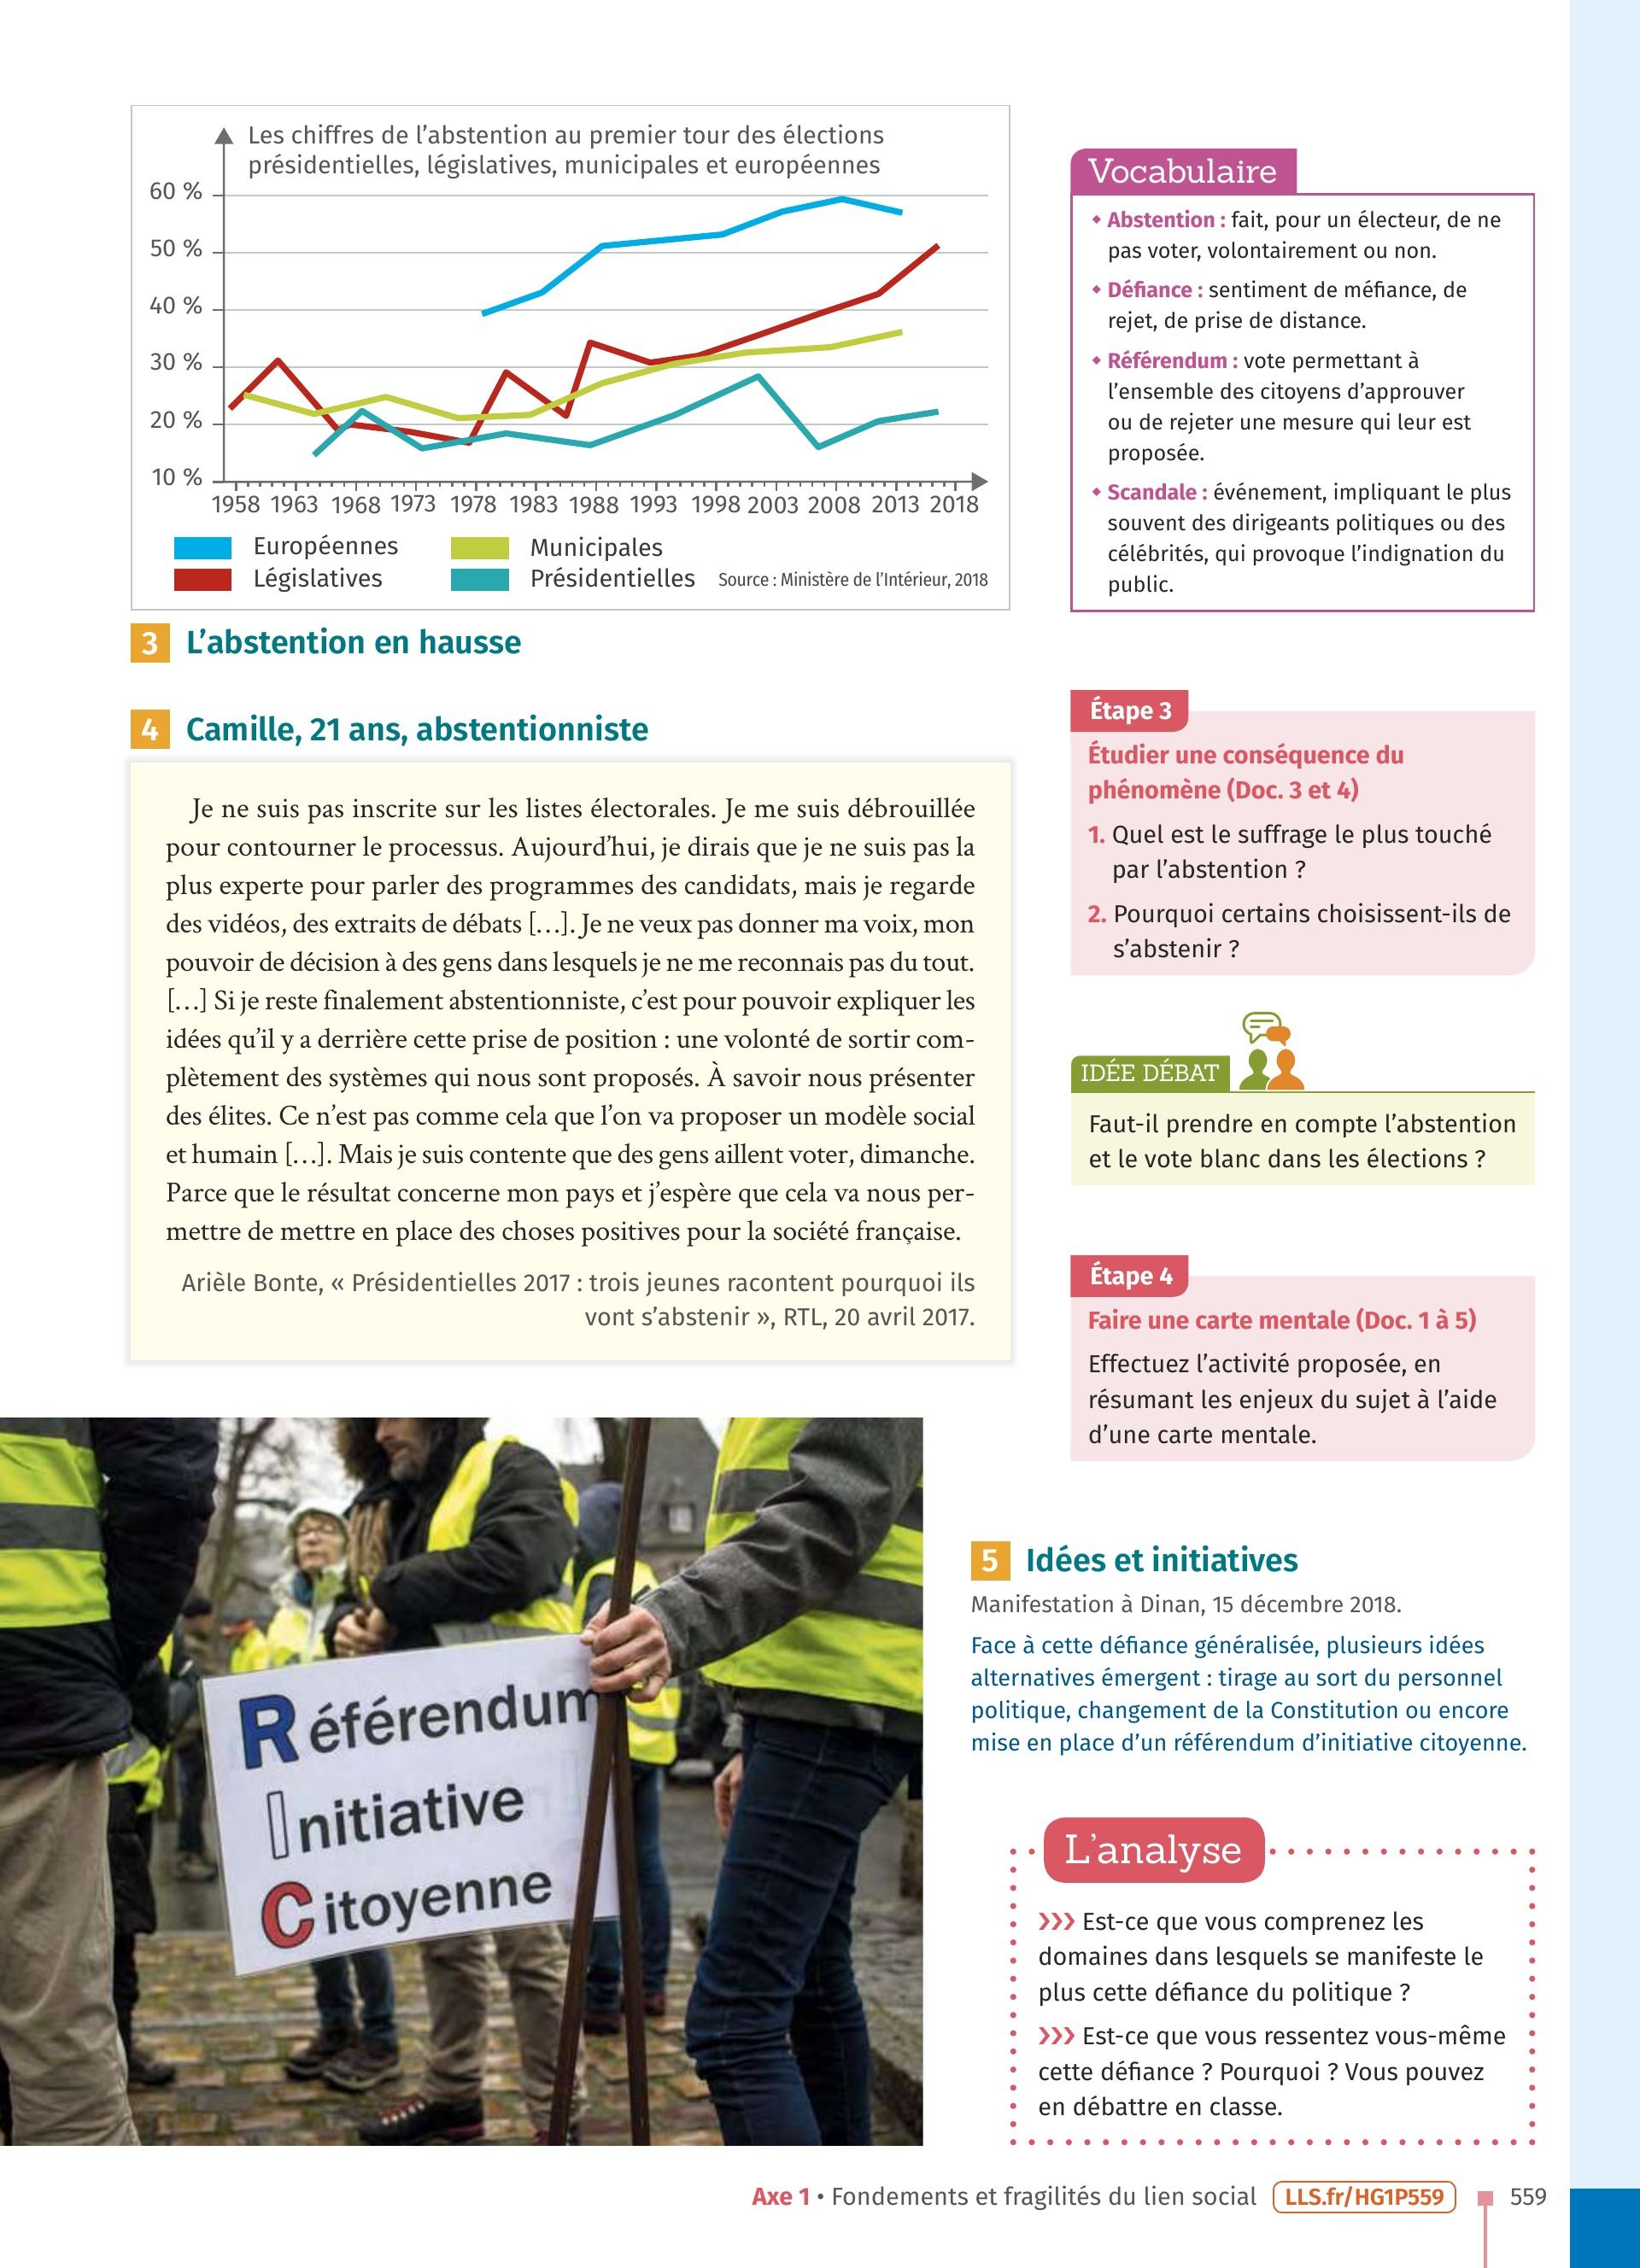 Les chiffres de l’abstention au premier tour des élections
présidentielles, législatives, municipales et européennes
60 %
50 %
40 %
30 %
20 %
10 %
1958 1963 1968 1973 1978 1983 1988 1993 1998 2003 2008 2013 2018
Européennes
Municipales
Législatives
Présidentielles
Source : Ministère de l’Intérieur, 2018
3 L’abstention en hausse
Vocabulaire
Abstention : fait, pour un électeur, de ne
pas voter, volontairement ou non.
Défiance : sentiment de méfiance, de
rejet, de prise de distance.
Référendum : vote permettant à
l’ensemble des citoyens d’approuver
ou de rejeter une mesure qui leur est
proposée.
Scandale : événement, impliquant le plus
souvent des dirigeants politiques ou des
célébrités, qui provoque l’indignation du
public.
4 Camille, 21 ans, abstentionniste
Je ne suis pas inscrite sur les listes électorales. Je me suis débrouillée
pour contourner le processus. Aujourd’hui, je dirais que je ne suis pas la
plus experte pour parler des programmes des candidats, mais je regarde
des vidéos, des extraits de débats […]. Je ne veux pas donner ma voix, mon
pouvoir de décision à des gens dans lesquels je ne me reconnais pas du tout.
[…] Si je reste finalement abstentionniste, c’est pour pouvoir expliquer les
idées qu’il y a derrière cette prise de position : une volonté de sortir com-
plètement des systèmes qui nous sont proposés. À savoir nous présenter
des élites. Ce n’est pas comme cela que l’on va proposer un modèle social
et humain […]. Mais je suis contente que des gens aillent voter, dimanche.
Parce que le résultat concerne mon pays et j’espère que cela va nous per-
mettre de mettre en place des choses positives pour la société française.
Arièle Bonte, « Présidentielles 2017 : trois jeunes racontent pourquoi ils
vont s’abstenir », RTL, 20 avril 2017.
Étape 3
Étudier une conséquence du
phénomène (Doc. 3 et 4)
1. Quel est le suffrage le plus touché
par l’abstention ?
2. Pourquoi certains choisissent-ils de
s’abstenir ?
IDÉE DÉBAT
Faut-il prendre en compte l’abstention
et le vote blanc dans les élections ?
Étape 4
Faire une carte mentale (Doc. 1 à 5)
Effectuez l’activité proposée, en
résumant les enjeux du sujet à l’aide
d’une carte mentale.
Référendum
Initiative
Citoyenne
5 Idées et initiatives
Manifestation à Dinan, 15 décembre 2018.
Face à cette défiance généralisée, plusieurs idées
alternatives émergent : tirage au sort du personnel
politique, changement de la Constitution ou encore
mise en place d’un référendum d’initiative citoyenne.
L’analyse
››› Est-ce que vous comprenez les
domaines dans lesquels se manifeste le
plus cette défiance du politique ?
››› Est-ce que vous ressentez vous-même
cette défiance ? Pourquoi ? Vous pouvez
en débattre en classe.
Axe 1 • Fondements et fragilités du lien social LLS.fr/HG1P559 559